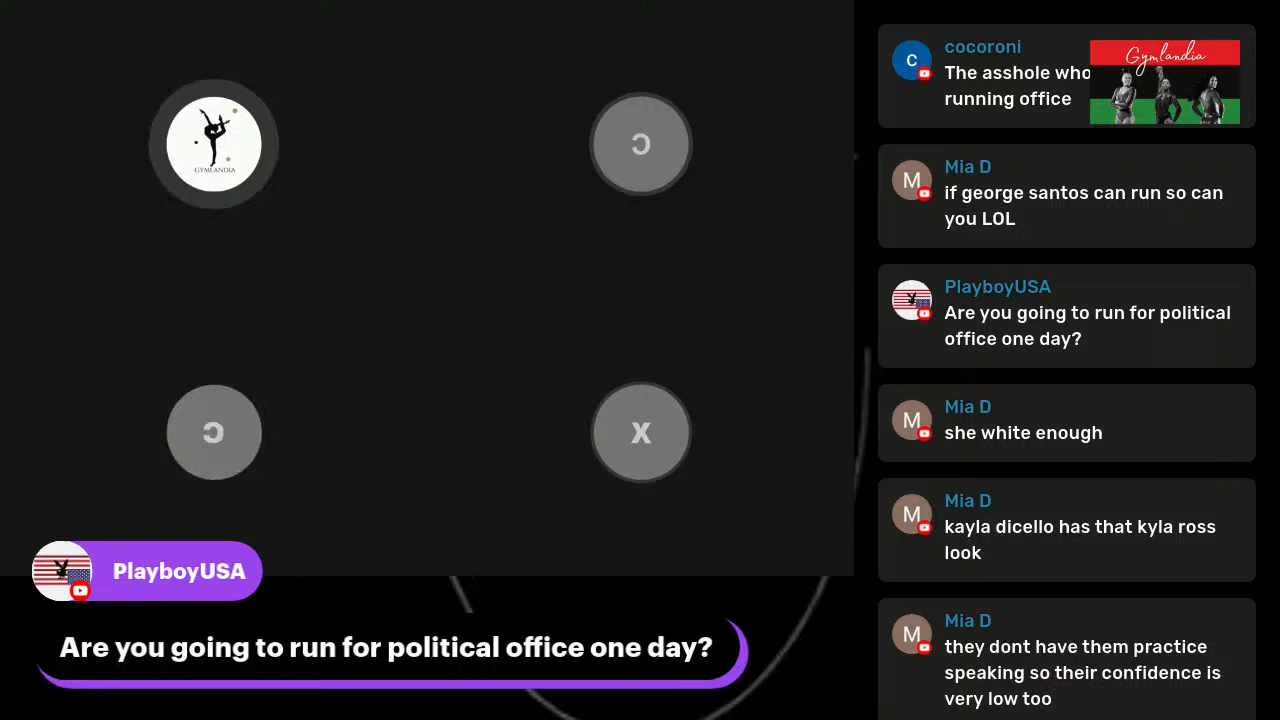 GYMLANDIA
Ɔ
Ɔ
X
PlayboyUSA
Are you going to run for political office one day?
C
cocoroni
The asshole who
running office
Gymlandia
M
Mia D
if george santos can run so can
you LOL
PlayboyUSA
Are you going to run for political
office one day?
M
Mia D
she white enough
M
Mia D
kayla dicello has that kyla ross
look
M
Mia D
they dont have them practice
speaking so their confidence is
very low too